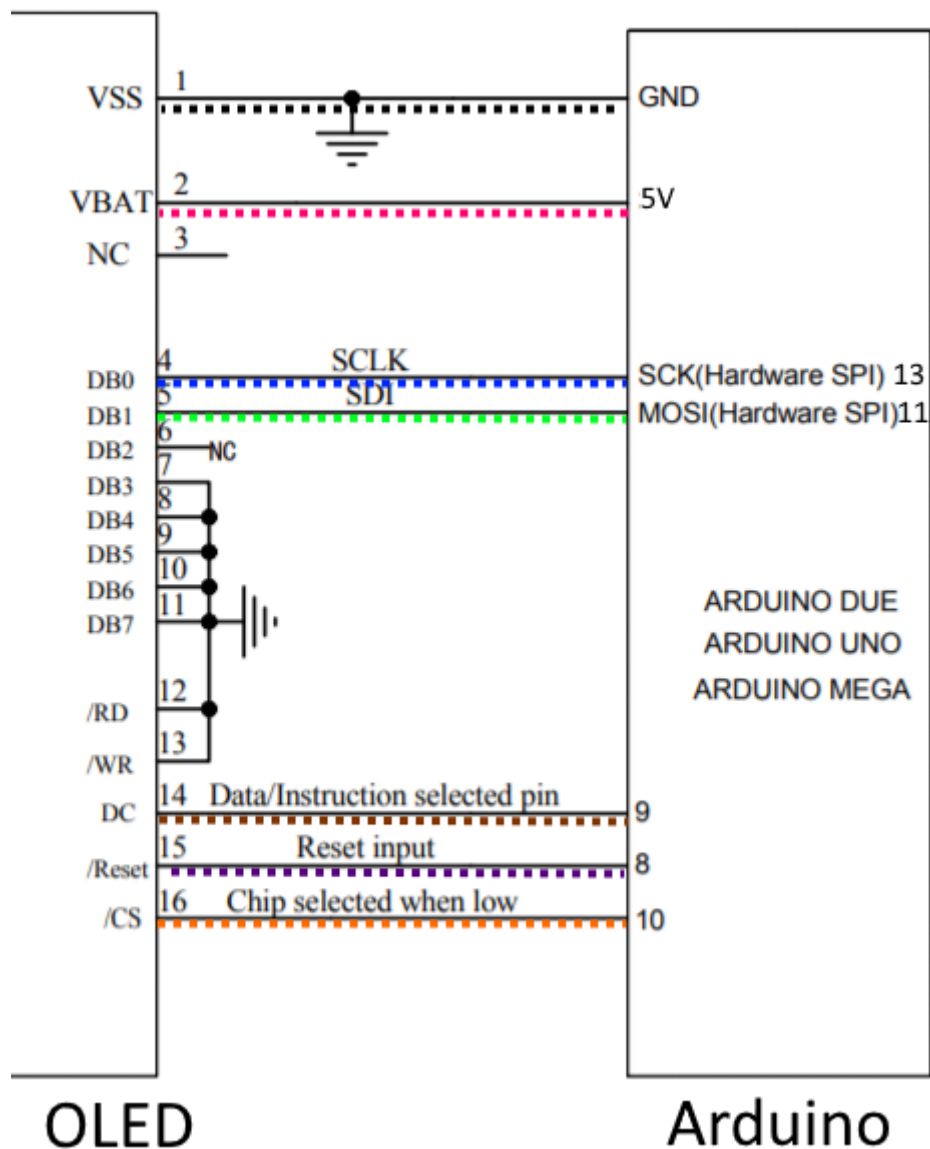 VSS 1 GND
VBAT 2 5V
NC 3
DB0 4 SCLK SCK(Hardware SPI) 13
DB1 5 SDI MOSI(Hardware SPI)11
DB2 6 NC
DB3 7
DB4 8
DB5 9
DB6 10
DB7 11
ARDUINO DUE
ARDUINO UNO
ARDUINO MEGA
/RD 12
/WR 13
DC 14 Data/Instruction selected pin 9
/Reset 15 Reset input 8
/CS 16 Chip selected when low 10
OLED
Arduino